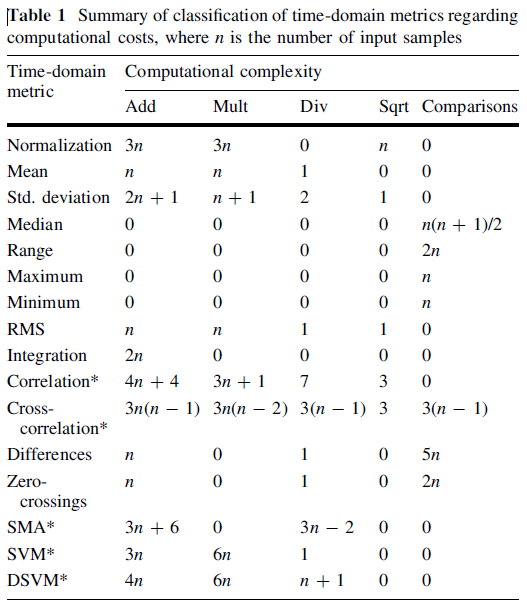 Table 1 Summary of classification of time-domain metrics regarding
computational costs, where n is the number of input samples
Time-domain metric Computational complexity
Add Mult Div Sqrt Comparisons
Normalization 3n 3n 0 n 0
Mean n n 1 0 0
Std. deviation 2n + 1 n + 1 2 1 0
Median 0 0 0 0 n(n + 1)/2
Range 0 0 0 0 2n
Maximum 0 0 0 0 n
Minimum 0 0 0 0 n
RMS n n 1 1 0
Integration 2n 0 0 0 0
Correlation* 4n + 4 3n + 1 7 3 0
Cross- 3n(n − 1) 3n(n − 2) 3(n − 1) 3 3(n − 1)
correlation*
Differences n 0 1 0 5n
Zero- n 0 1 0 2n
crossings
SMA* 3n + 6 0 3n − 2 0 0
SVM* 3n 6n 1 0 0
DSVM* 4n 6n n + 1 0 0